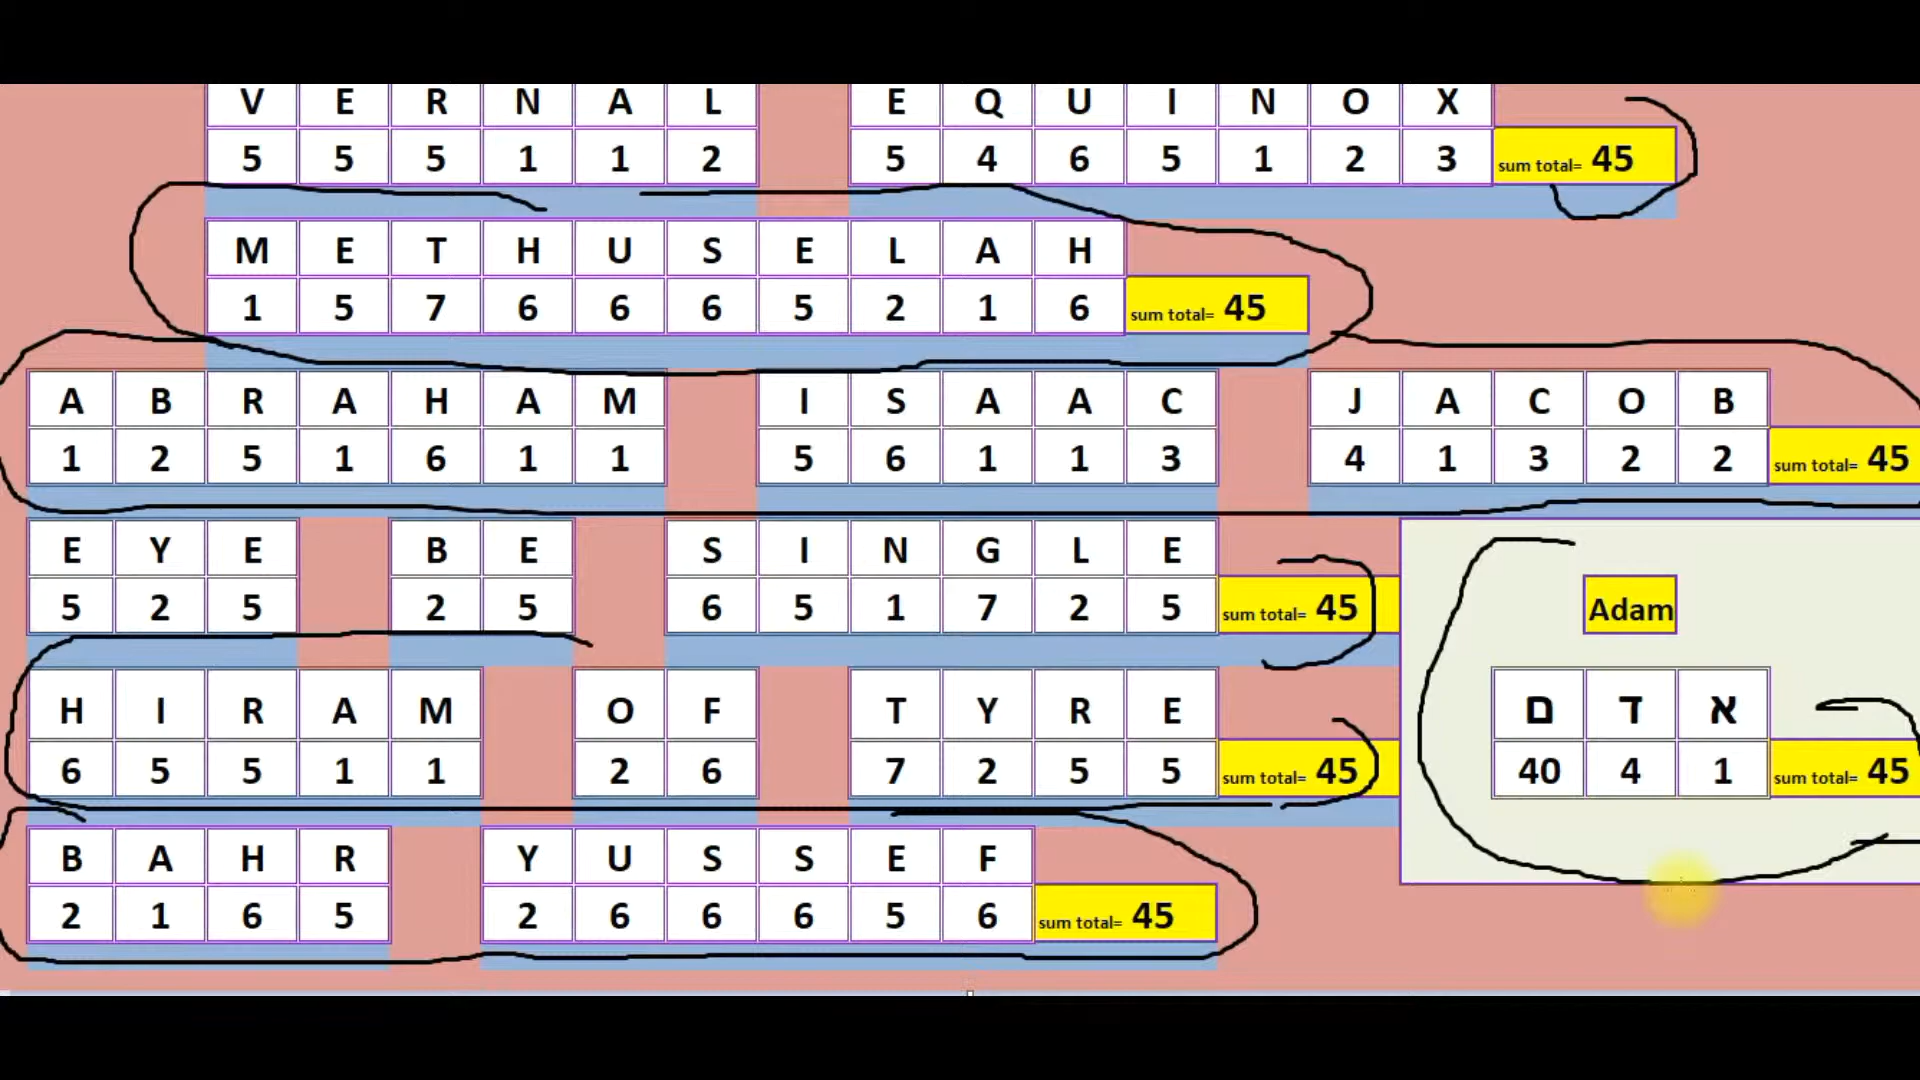 V E R N A L E Q U I N O X
5 5 5 1 1 2 5 4 6 5 1 2 3 sum total= 45
M E T H U S E L A H
1 5 7 6 6 6 5 2 1 6 sum total= 45
A B R A H A M I S A A C J A C O B
1 2 5 1 6 1 1 5 6 1 1 3 4 1 3 2 2 sum total= 45
E Y E B E S I N G L E
5 2 5 2 5 6 5 1 7 2 5 sum total= 45
Adam
H I R A M O F T Y R E
6 5 5 1 1 2 6 7 2 5 5 sum total= 45
א ד ם
40 4 1 sum total= 45
B A H R Y U S S E F
2 1 6 5 2 6 6 6 5 6 sum total= 45